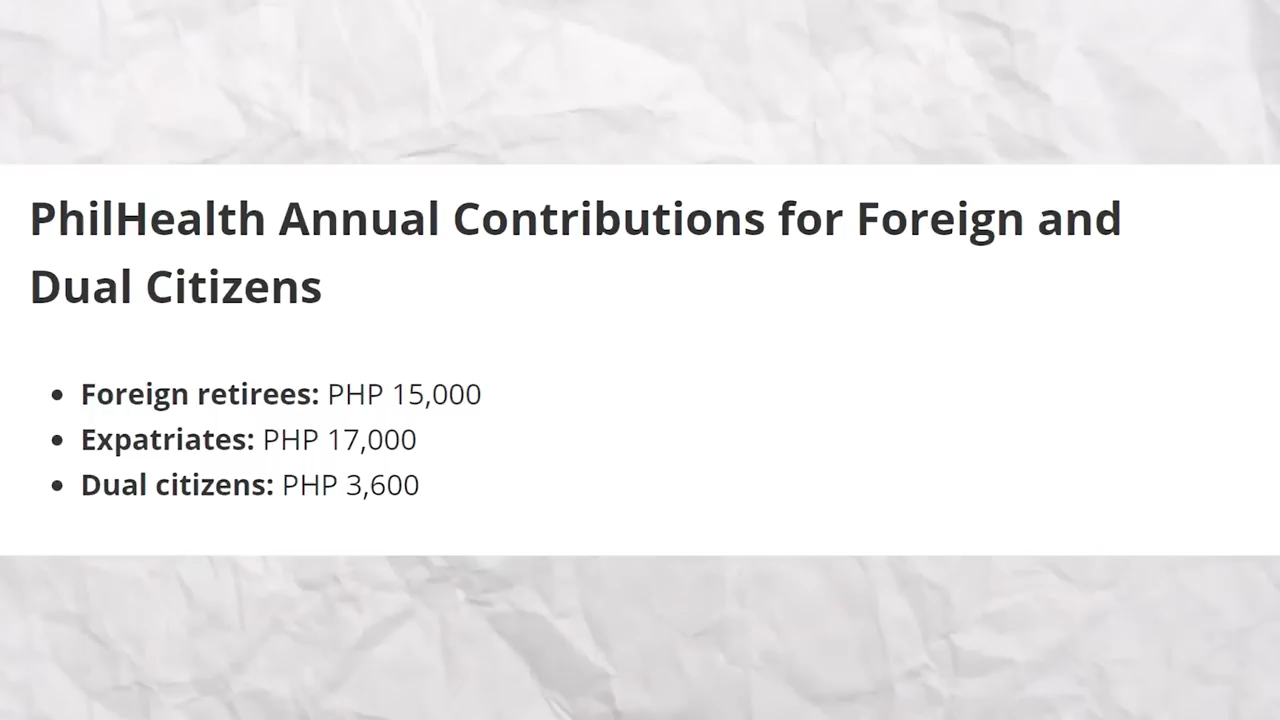 PhilHealth Annual Contributions for Foreign and
Dual Citizens
• Foreign retirees: PHP 15,000
• Expatriates: PHP 17,000
• Dual citizens: PHP 3,600